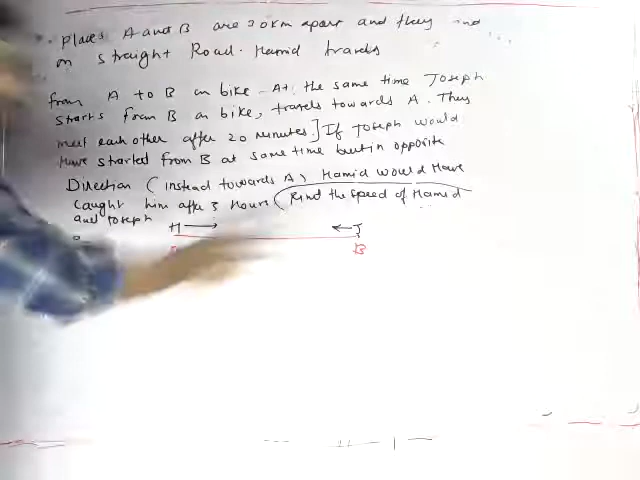 Places A and B are 30 km apart and they
on straight Road. Hamid travels
from A to B on bike. At the same time Joseph
starts from B on bike, travels towards A. They
meet each other after 20 minutes.] If Joseph would
Have started from B at same time but in opposite
Direction (instead towards A) Hamid would Have
caught him after 3 Hours (Find the speed of Hamid
and Joseph
H J
B